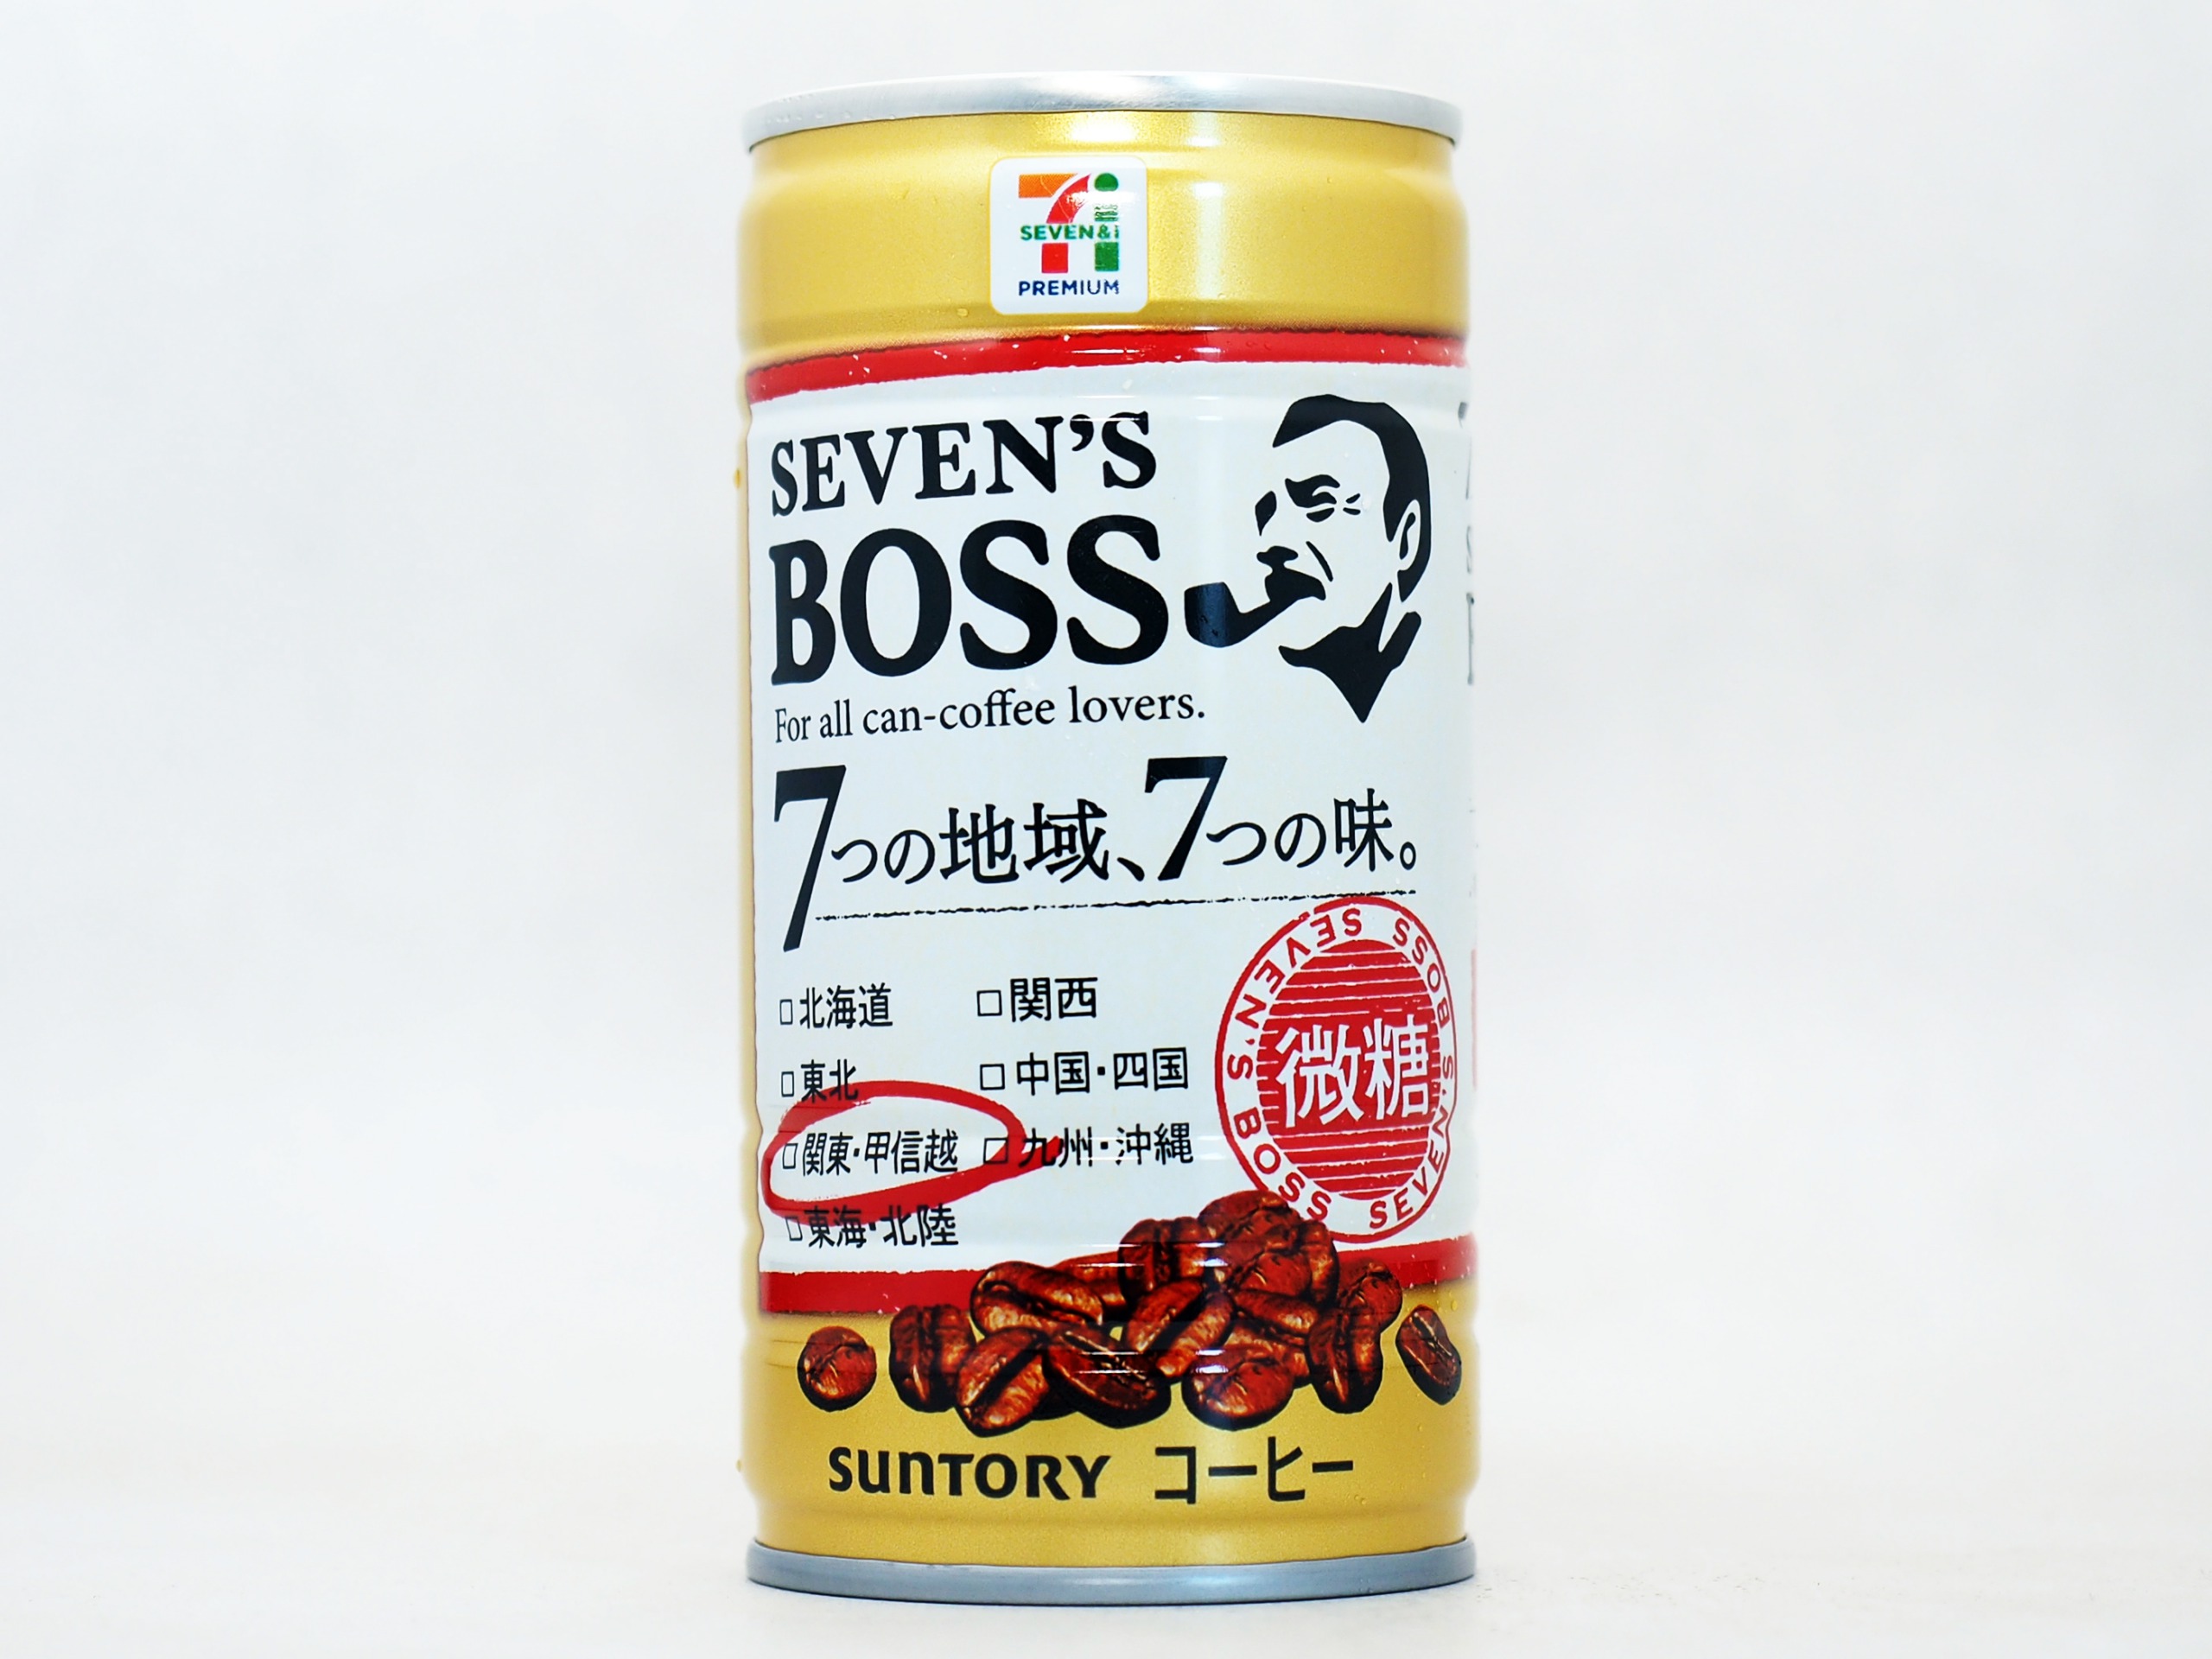 SEVEN&i
PREMIUM
SEVEN'S
BOSS
For all can-coffee lovers.
7つの地域、7つの味。
□北海道
□関西
□東北
□中国・四国
□関東・甲信越
□九州・沖縄
□東海・北陸
SEVEN'S BOSS SEVEN'S BOSS SEVEN'S BOSS
微糖
SUNTORY コーヒー